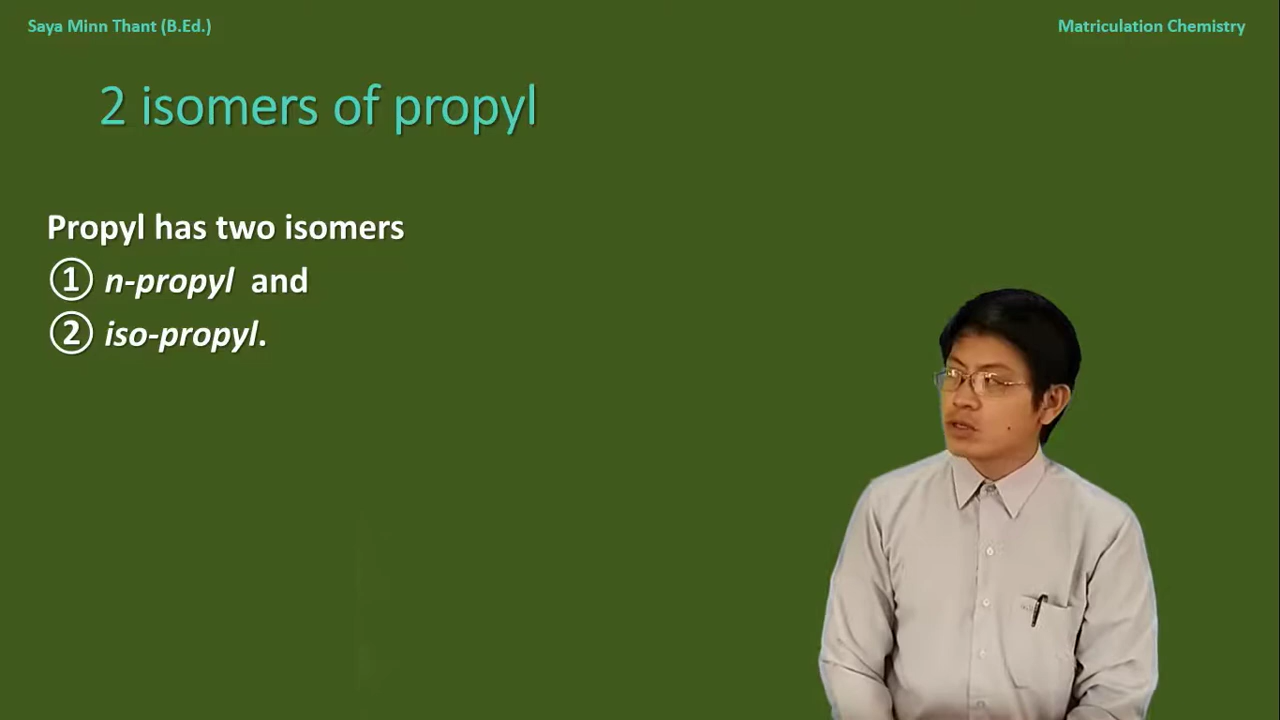 Saya Minn Thant (B.Ed.)
Matriculation Chemistry
2 isomers of propyl
Propyl has two isomers
① n-propyl and
② iso-propyl.